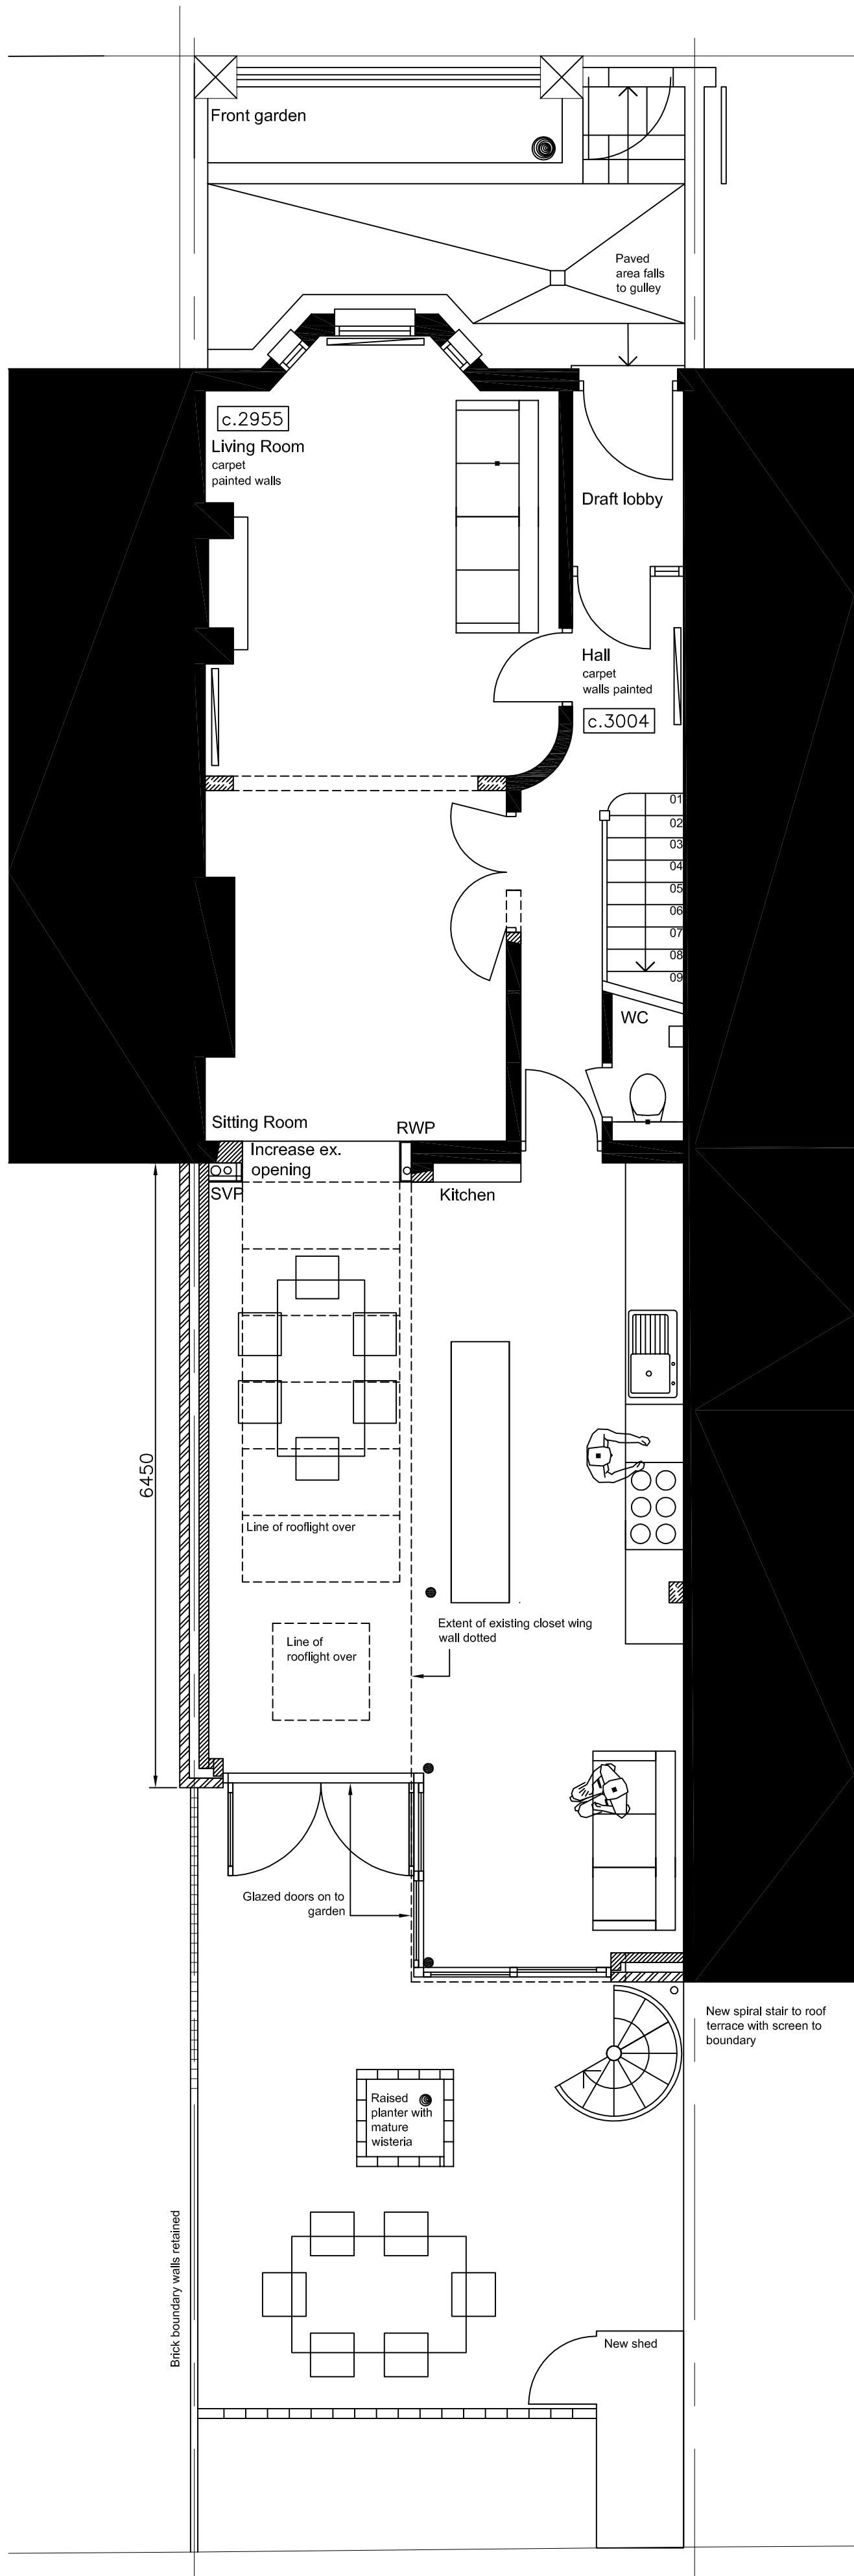 Front garden
Paved
area falls
to gulley
c.2955
Living Room
carpet
painted walls
Draft lobby
Hall
carpet
walls painted
c.3004
01
02
03
04
05
06
07
08
09
WC
Sitting Room
RWP
Increase ex.
opening
SVP
Kitchen
6450
Line of rooflight over
Extent of existing closet wing
wall dotted
Line of
rooflight over
Glazed doors on to
garden
New spiral stair to roof
terrace with screen to
boundary
Raised
planter with
mature
wisteria
Brick boundary walls retained
New shed